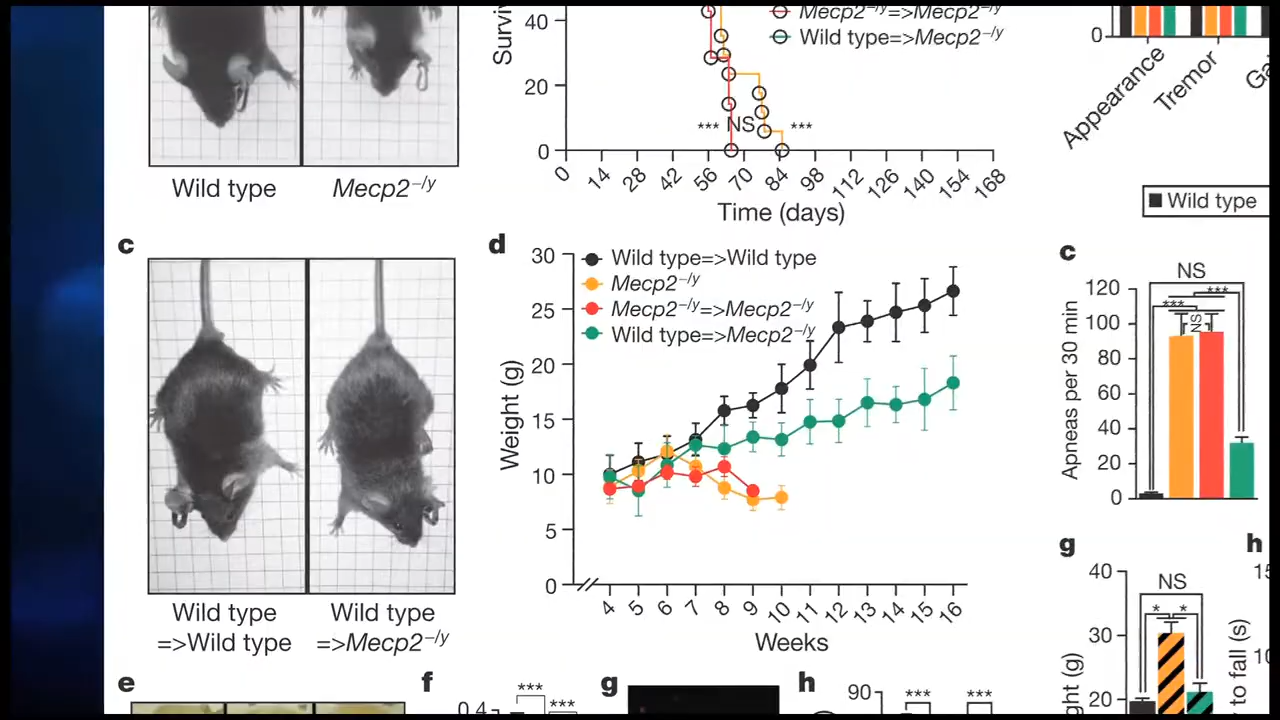 Wild type
Mecp2⁻/ʸ
40
20
0
***
NS
***
0 14 28 42 56 70 84 98 112 126 140 154 168
Time (days)
Mecp2⁻/ʸ=>Mecp2⁻/ʸ
Wild type=>Mecp2⁻/ʸ
0
Appearance
Tremor
Wild type
c
Wild type
=>Wild type
Wild type
=>Mecp2⁻/ʸ
d
30
25
20
15
10
5
0
Weight (g)
Wild type=>Wild type
Mecp2⁻/ʸ
Mecp2⁻/ʸ=>Mecp2⁻/ʸ
Wild type=>Mecp2⁻/ʸ
4 5 6 7 8 9 10 11 12 13 14 15 16
Weeks
c
NS
***
***
NS
120
100
80
60
40
20
0
Apneas per 30 min
g
40
30
20
NS
* *
h
to fall (s)
e
f
***
***
0.4
g
h
90
***
***